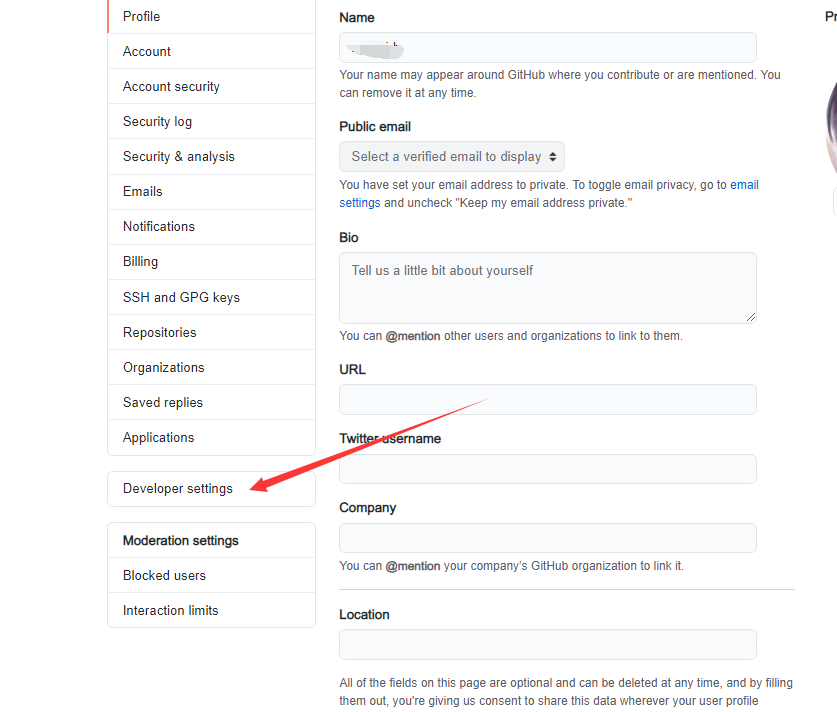 Profile
Account
Account security
Security log
Security & analysis
Emails
Notifications
Billing
SSH and GPG keys
Repositories
Organizations
Saved replies
Applications
Developer settings
Moderation settings
Blocked users
Interaction limits
Name
Your name may appear around GitHub where you contribute or are mentioned. You
can remove it at any time.
Public email
Select a verified email to display
You have set your email address to private. To toggle email privacy, go to email
settings and uncheck "Keep my email address private."
Bio
Tell us a little bit about yourself
You can @mention other users and organizations to link to them.
URL
Twitter username
Company
You can @mention your company's GitHub organization to link it.
Location
All of the fields on this page are optional and can be deleted at any time, and by filling
them out, you're giving us consent to share this data wherever your user profile